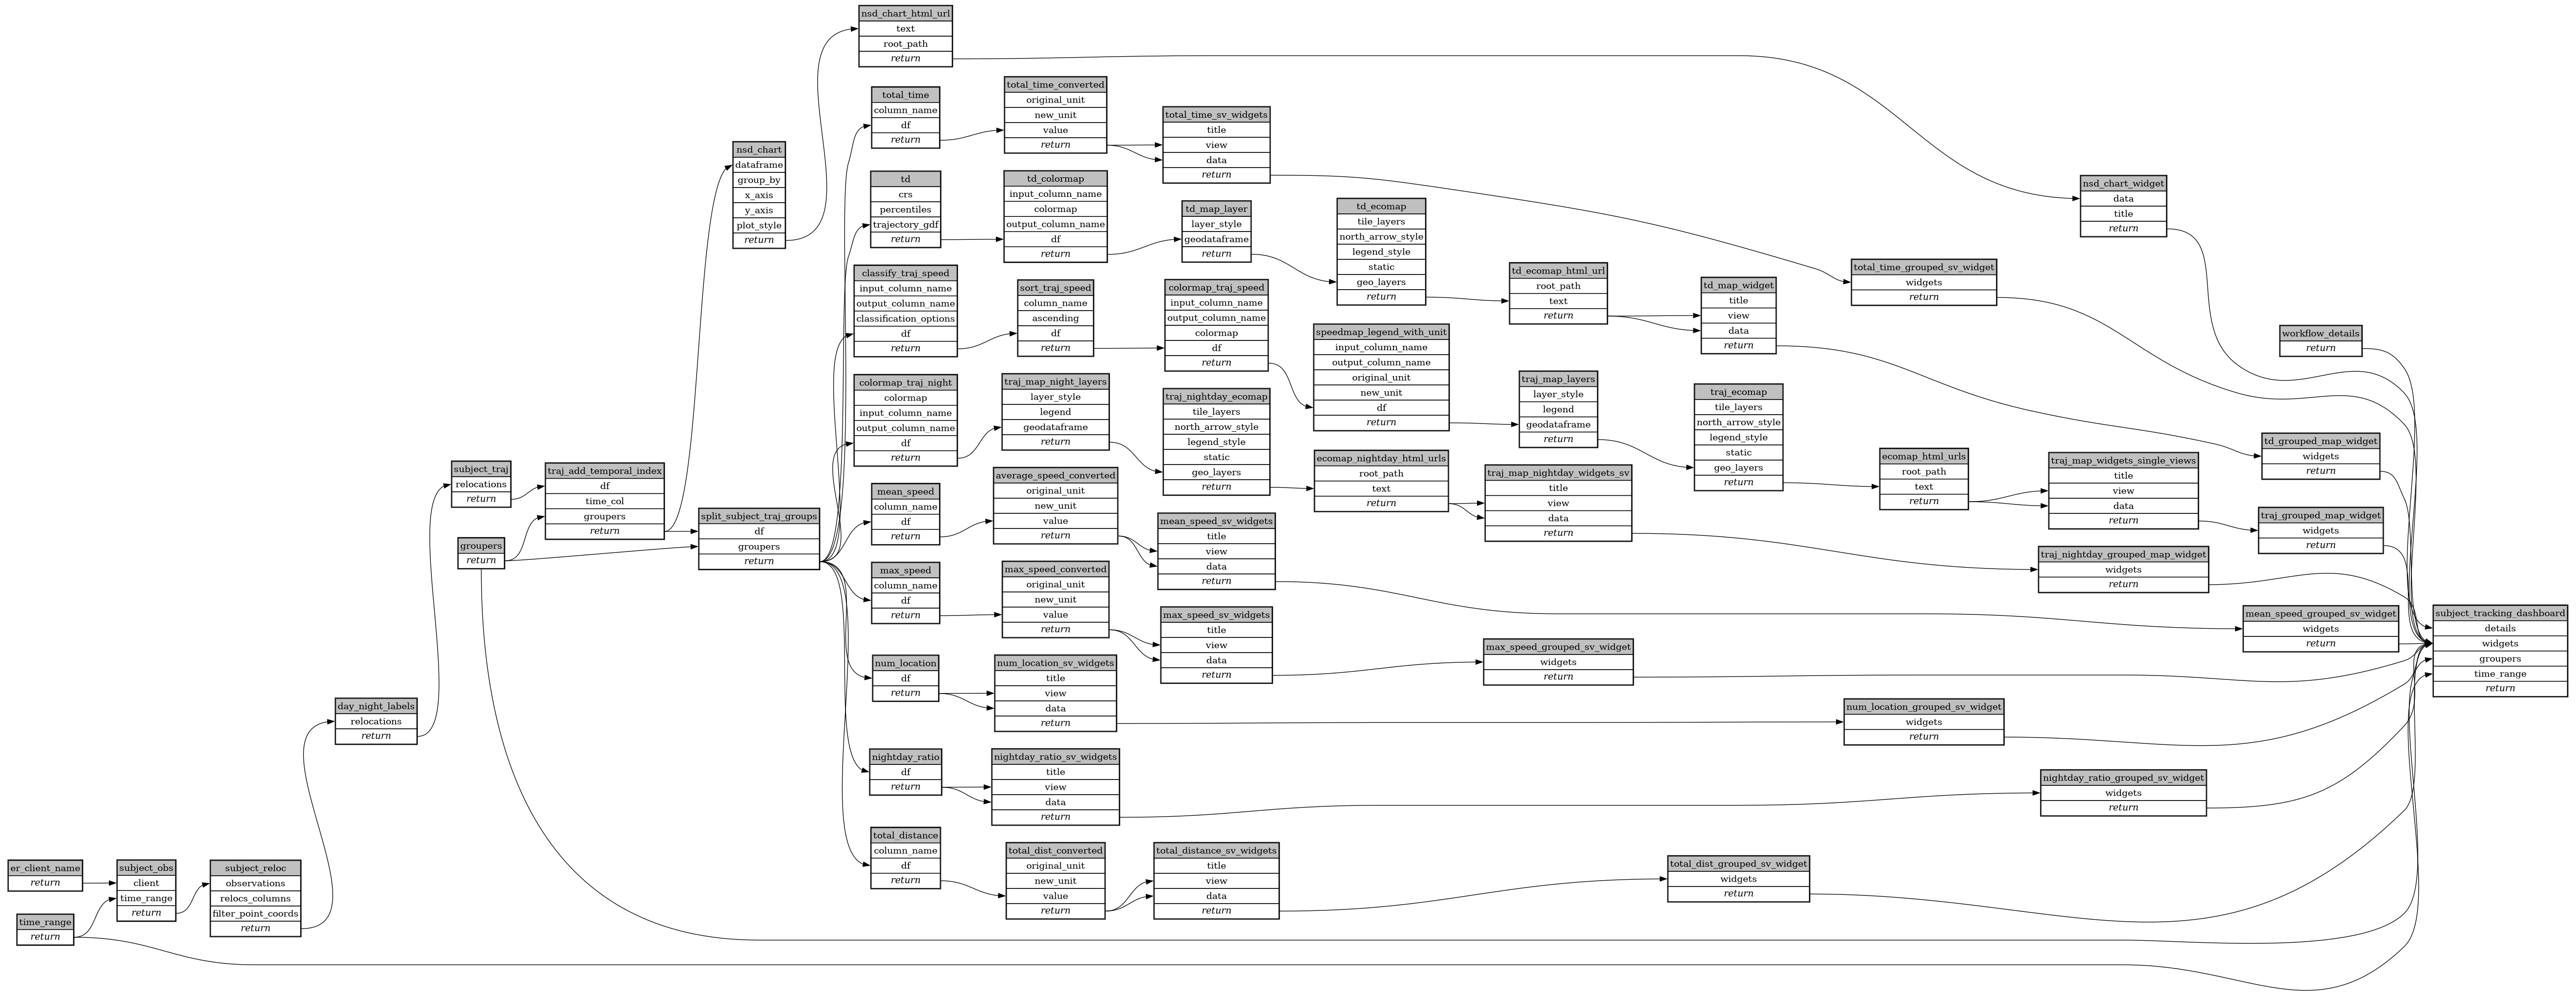 nsd_chart_html_url
text
root_path
return
total_time
column_name
df
return
total_time_converted
original_unit
new_unit
value
return
total_time_sv_widgets
title
view
data
return
nsd_chart
dataframe
group_by
x_axis
y_axis
plot_style
return
td
crs
percentiles
trajectory_gdf
return
td_colormap
input_column_name
colormap
output_column_name
df
return
td_map_layer
layer_style
geodataframe
return
td_ecomap
tile_layers
north_arrow_style
legend_style
static
geo_layers
return
td_ecomap_html_url
root_path
text
return
td_map_widget
title
view
data
return
total_time_grouped_sv_widget
widgets
return
nsd_chart_widget
data
title
return
workflow_details
return
classify_traj_speed
input_column_name
output_column_name
classification_options
df
return
sort_traj_speed
column_name
ascending
df
return
colormap_traj_speed
input_column_name
output_column_name
colormap
df
return
speedmap_legend_with_unit
input_column_name
output_column_name
original_unit
new_unit
df
return
traj_map_layers
layer_style
legend
geodataframe
return
traj_ecomap
tile_layers
north_arrow_style
legend_style
static
geo_layers
return
ecomap_html_urls
root_path
text
return
traj_map_widgets_single_views
title
view
data
return
td_grouped_map_widget
widgets
return
traj_grouped_map_widget
widgets
return
colormap_traj_night
colormap
input_column_name
output_column_name
df
return
traj_map_night_layers
layer_style
legend
geodataframe
return
traj_nightday_ecomap
tile_layers
north_arrow_style
legend_style
static
geo_layers
return
ecomap_nightday_html_urls
root_path
text
return
traj_map_nightday_widgets_sv
title
view
data
return
traj_nightday_grouped_map_widget
widgets
return
subject_traj
relocations
return
traj_add_temporal_index
df
time_col
groupers
return
groupers
return
split_subject_traj_groups
df
groupers
return
mean_speed
column_name
df
return
average_speed_converted
original_unit
new_unit
value
return
mean_speed_sv_widgets
title
view
data
return
mean_speed_grouped_sv_widget
widgets
return
subject_tracking_dashboard
details
widgets
groupers
time_range
return
max_speed
column_name
df
return
max_speed_converted
original_unit
new_unit
value
return
max_speed_sv_widgets
title
view
data
return
max_speed_grouped_sv_widget
widgets
return
num_location
df
return
num_location_sv_widgets
title
view
data
return
num_location_grouped_sv_widget
widgets
return
day_night_labels
relocations
return
nightday_ratio
df
return
nightday_ratio_sv_widgets
title
view
data
return
nightday_ratio_grouped_sv_widget
widgets
return
total_distance
column_name
df
return
total_dist_converted
original_unit
new_unit
value
return
total_distance_sv_widgets
title
view
data
return
total_dist_grouped_sv_widget
widgets
return
er_client_name
return
subject_obs
client
time_range
return
subject_reloc
observations
relocs_columns
filter_point_coords
return
time_range
return